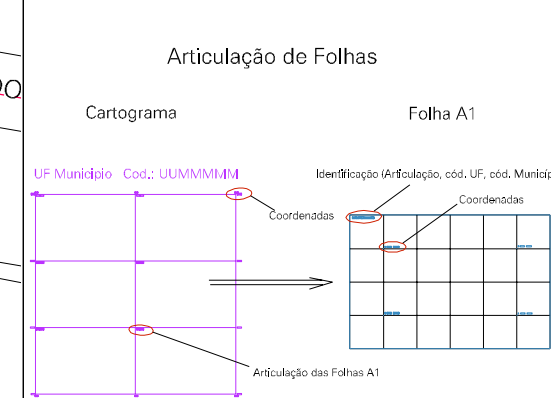 Articulação de Folhas
Cartograma
Folha A1
UF Municipio Cod.: UUMMMMM
Identificação (Articulação, cód. UF, cód. Municíp
Coordenadas
Coordenadas
Articulação das Folhas A1